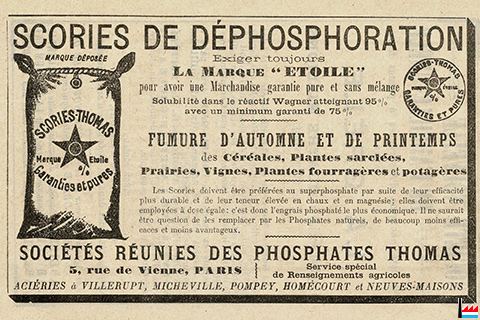 SCORIES DE DÉPHOSPHORATION
MARQUE DÉPOSÉE
Exiger toujours
LA MARQUE "ETOILE"
pour avoir une Marchandise garantie pure et sans mélange
Solubilité dans le réactif Wagner atteignant 95 %
avec un minimum garanti de 75 %
SCORIES-THOMAS
Marque Etoile
%
Garanties et pures
SCORIES-THOMAS
%
GARANTIES ET PURES
FUMURE D'AUTOMNE ET DE PRINTEMPS
des Céréales, Plantes sarclées,
Prairies, Vignes, Plantes fourragères et potagères
Les Scories doivent être préférées au superphosphate par suite de leur efficacité
plus durable et de leur teneur élevée en chaux et en magnésie; elles doivent être
employées à dose égale: c'est donc l'engrais phosphaté le plus économique. Il ne saurait
être question de les remplacer par les Phosphates naturels, de beaucoup moins effi-
caces et moins avantageux.
SOCIÉTÉS RÉUNIES DES PHOSPHATES THOMAS
5, rue de Vienne, PARIS
Service spécial
de Renseignements agricoles
ACIÉRIES à VILLERUPT, MICHEVILLE, POMPEY, HOMÉCOURT et NEUVES-MAISONS